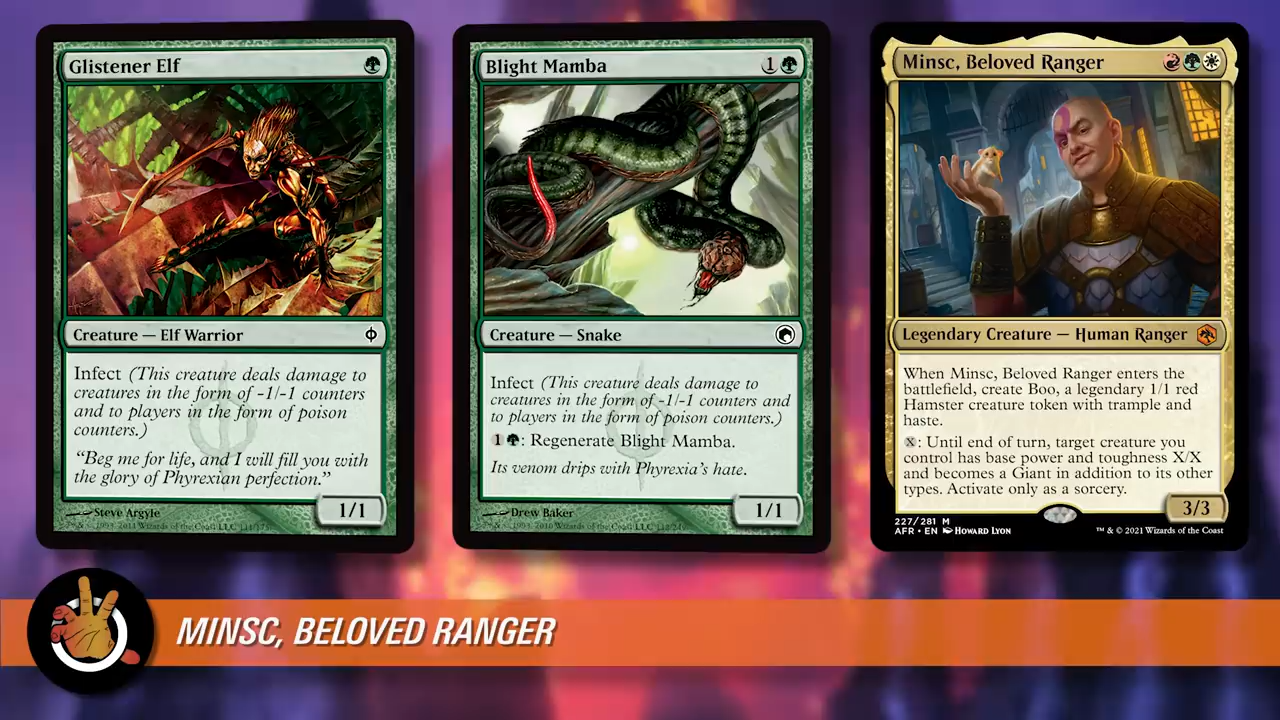 Glistener Elf
Creature — Elf Warrior
Infect (This creature deals damage to
creatures in the form of -1/-1 counters
and to players in the form of poison
counters.)
“Beg me for life, and I will fill you with
the glory of Phyrexian perfection.”
1/1
Steve Argyle
Blight Mamba
1
Creature — Snake
Infect (This creature deals damage to
creatures in the form of -1/-1 counters and
to players in the form of poison counters.)
1 : Regenerate Blight Mamba.
Its venom drips with Phyrexia’s hate.
1/1
Drew Baker
Minsc, Beloved Ranger
Legendary Creature — Human Ranger
When Minsc, Beloved Ranger enters the
battlefield, create Boo, a legendary 1/1 red
Hamster creature token with trample and
haste.
X: Until end of turn, target creature you
control has base power and toughness X/X
and becomes a Giant in addition to its other
types. Activate only as a sorcery.
3/3
227/281 M
AFR • EN Howard Lyon
™ & © 2021 Wizards of the Coast
MINSC, BELOVED RANGER